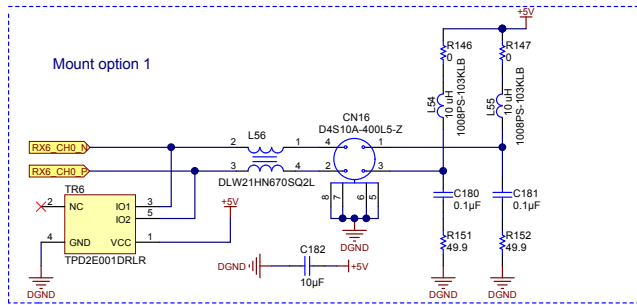 +5V
Mount option 1
R146
0
R147
0
L54
10 uH
1008PS-103KLB
L55
10 uH
1008PS-103KLB
CN16
D4S10A-400L5-Z
L56
RX6_CH0_N
2
1
4
1
RX6_CH0_P
3
4
2
3
DLW21HN670SQ2L
TR6
2
NC
IO1
3
IO2
5
4
GND
VCC
1
TPD2E001DRLR
+5V
8
7
6
5
DGND
C180
0.1µF
C181
0.1µF
R151
49.9
R152
49.9
C182
DGND
+5V
10µF
DGND
DGND
DGND